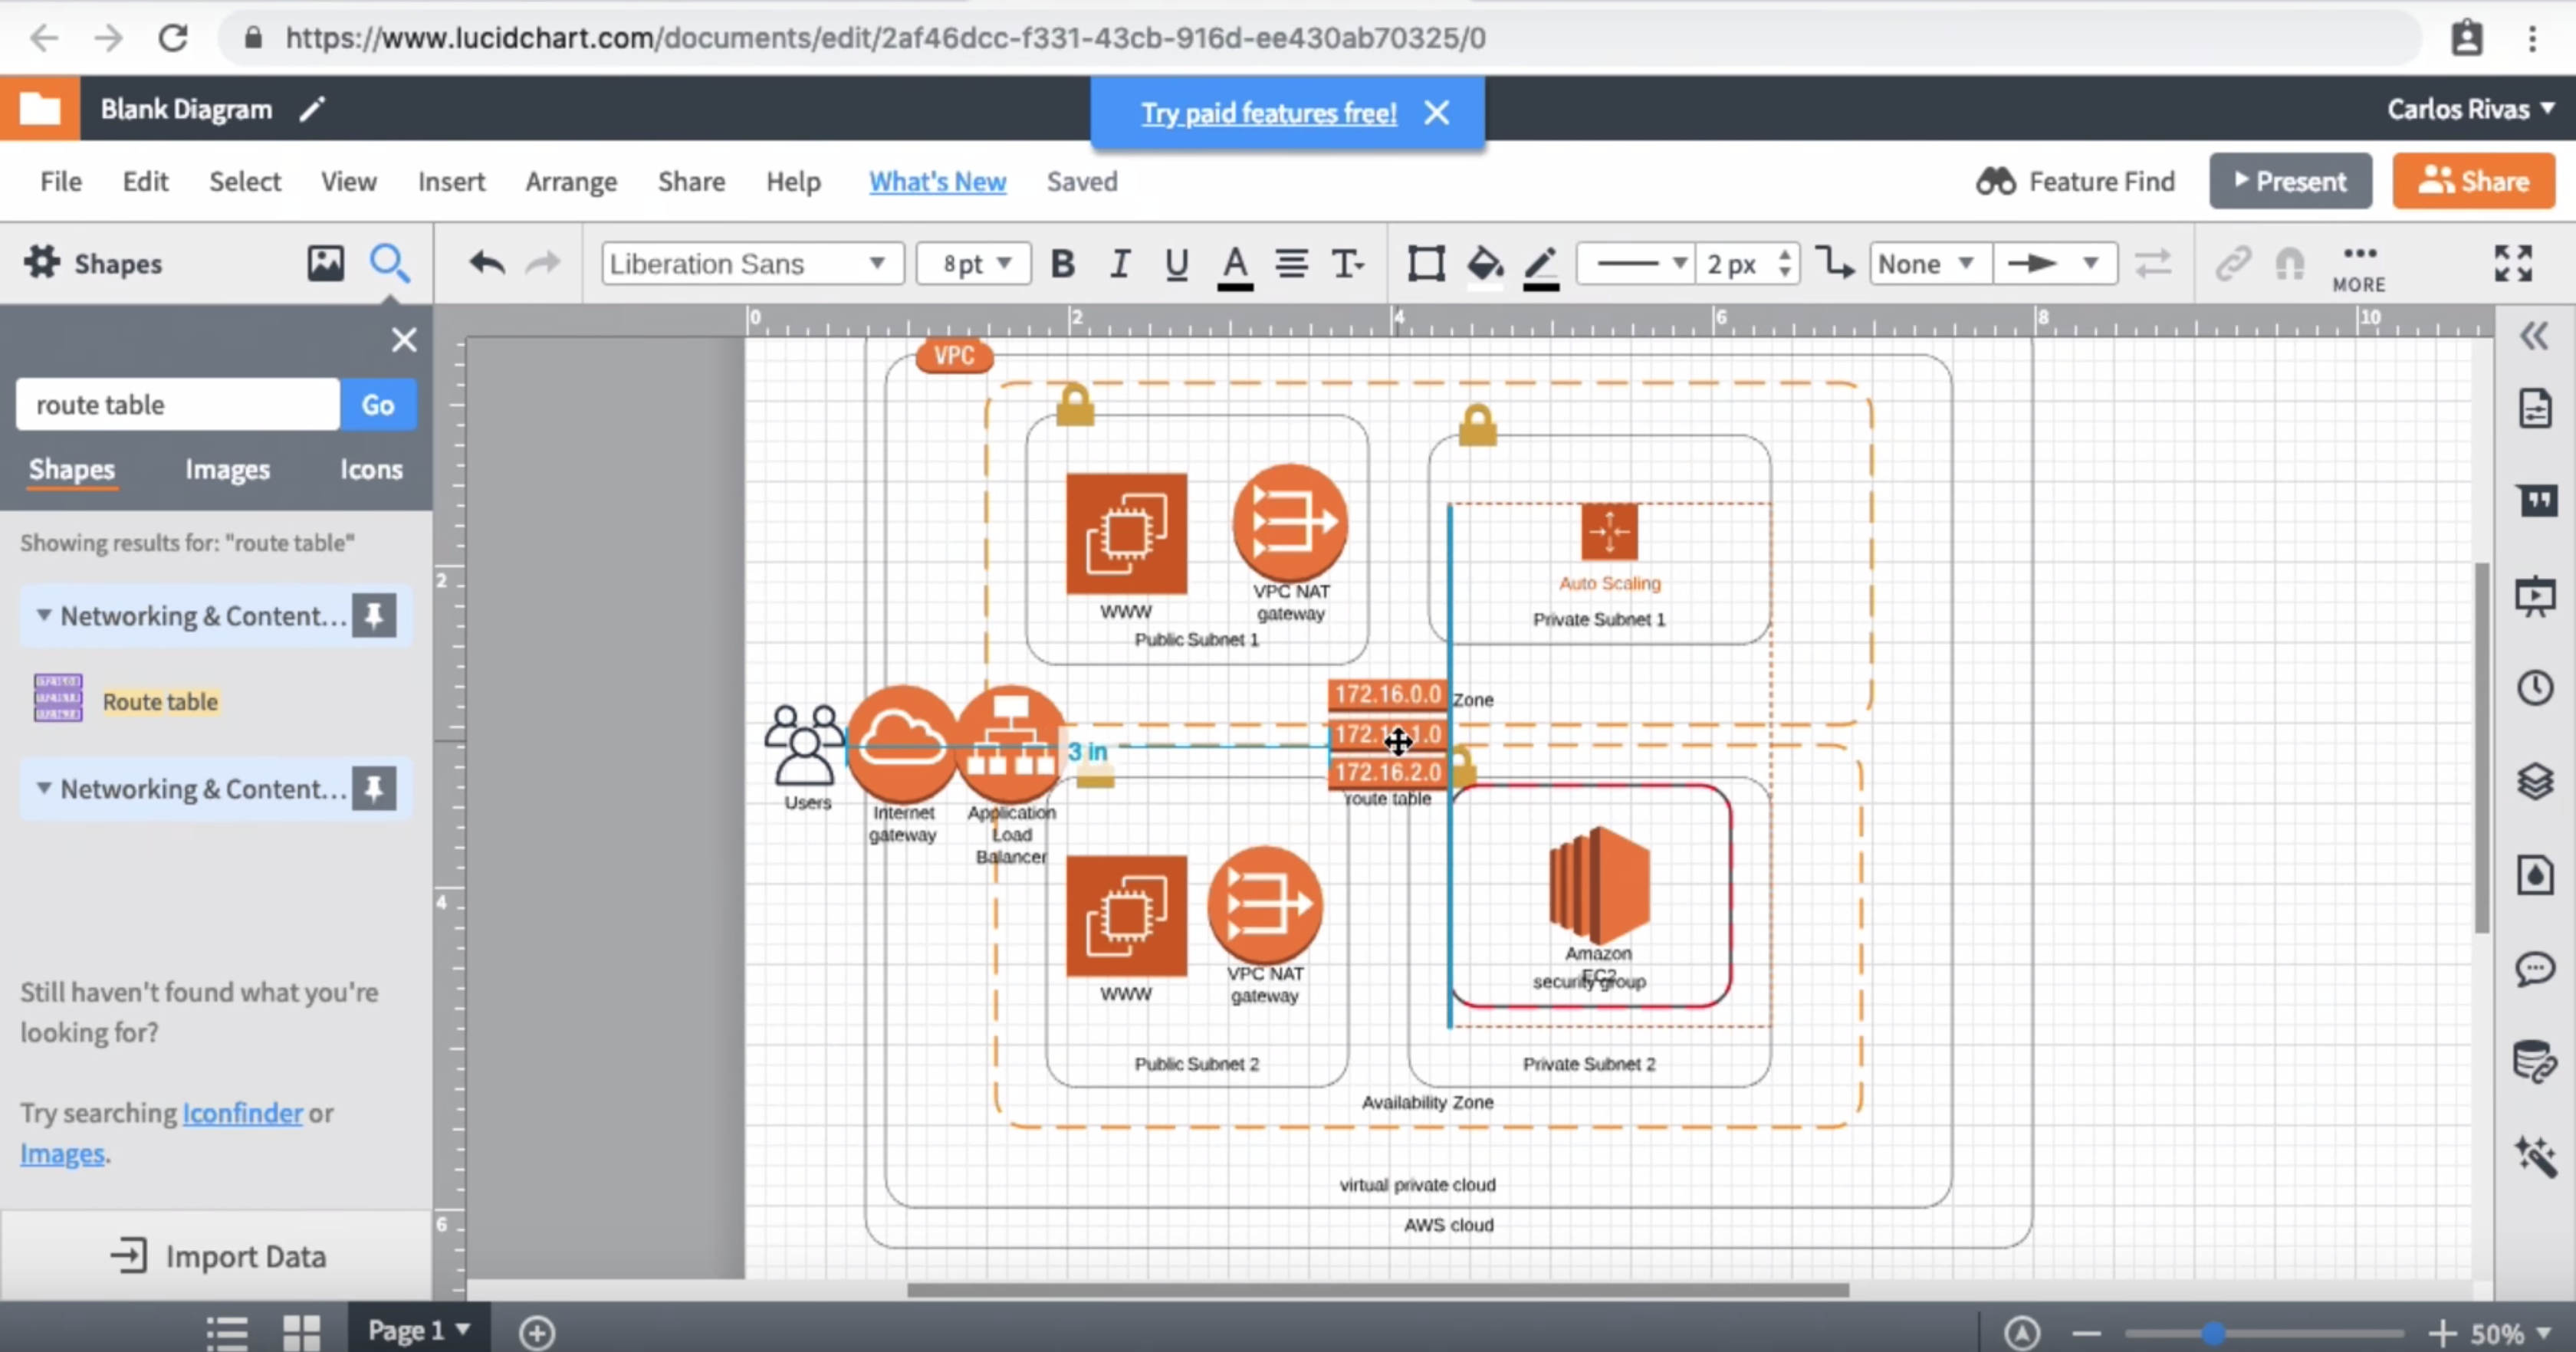 https://www.lucidchart.com/documents/edit/2af46dcc-f331-43cb-916d-ee430ab70325/0
Blank Diagram
Try paid features free!
Carlos Rivas
File Edit Select View Insert Arrange Share Help What's New Saved
Feature Find
Present
Share
Shapes
Liberation Sans
8 pt
B I U A T
2 px
None
MORE
0 2 4 6 8 10
route table
Go
Shapes Images Icons
Showing results for: "route table"
Networking & Content...
Route table
Networking & Content...
Still haven't found what you're
looking for?
Try searching Iconfinder or
Images.
Import Data
2
4
6
VPC
WWW
VPC NAT
gateway
Public Subnet 1
Auto Scaling
Private Subnet 1
172.16.0.0
Zone
172.16.1.0
3 in
172.16.2.0
route table
Users
Internet
gateway
Application
Load
Balancer
WWW
VPC NAT
gateway
Public Subnet 2
Amazon
EC2
security group
Private Subnet 2
Availability Zone
virtual private cloud
AWS cloud
Page 1
50%